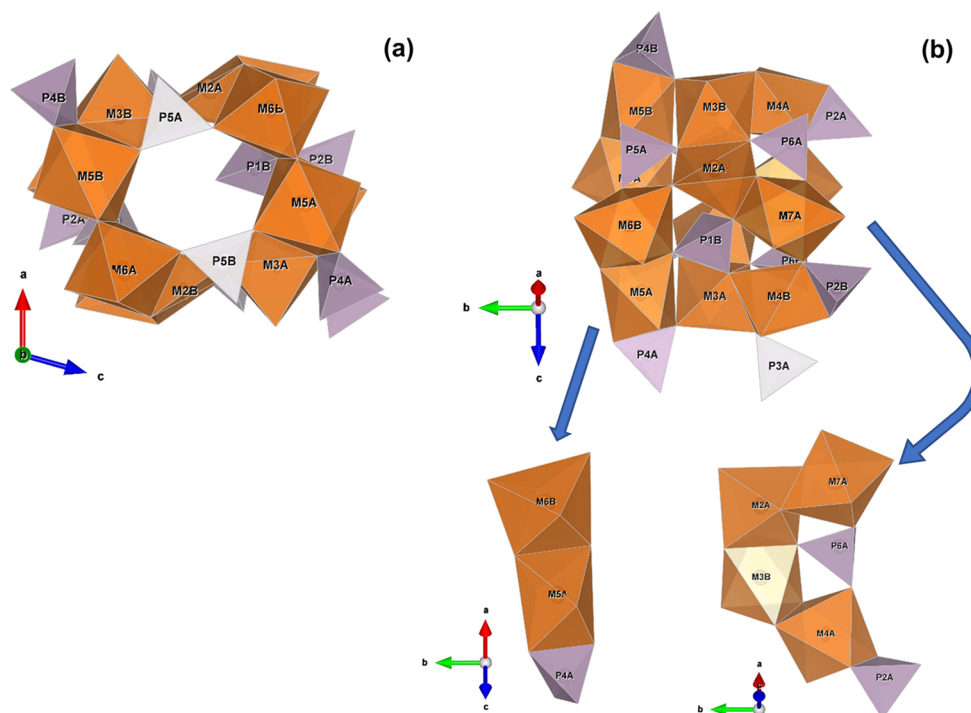 (a)
M2A
P4B
M3B
P5A
M6B
P1B
P2B
M5B
M5A
P2A
P5B
M6A
M3A
M2B
P4A
a
b
c
(b)
P4B
M5B
M3B
M4A
P2A
P5A
P6A
M2A
M6B
M7A
P1B
M5A
M3A
M4B
P2B
P4A
P3A
a
b
c
M6B
M5A
P4A
a
b
c
M7A
M2A
P6A
M3B
M4A
P2A
a
b